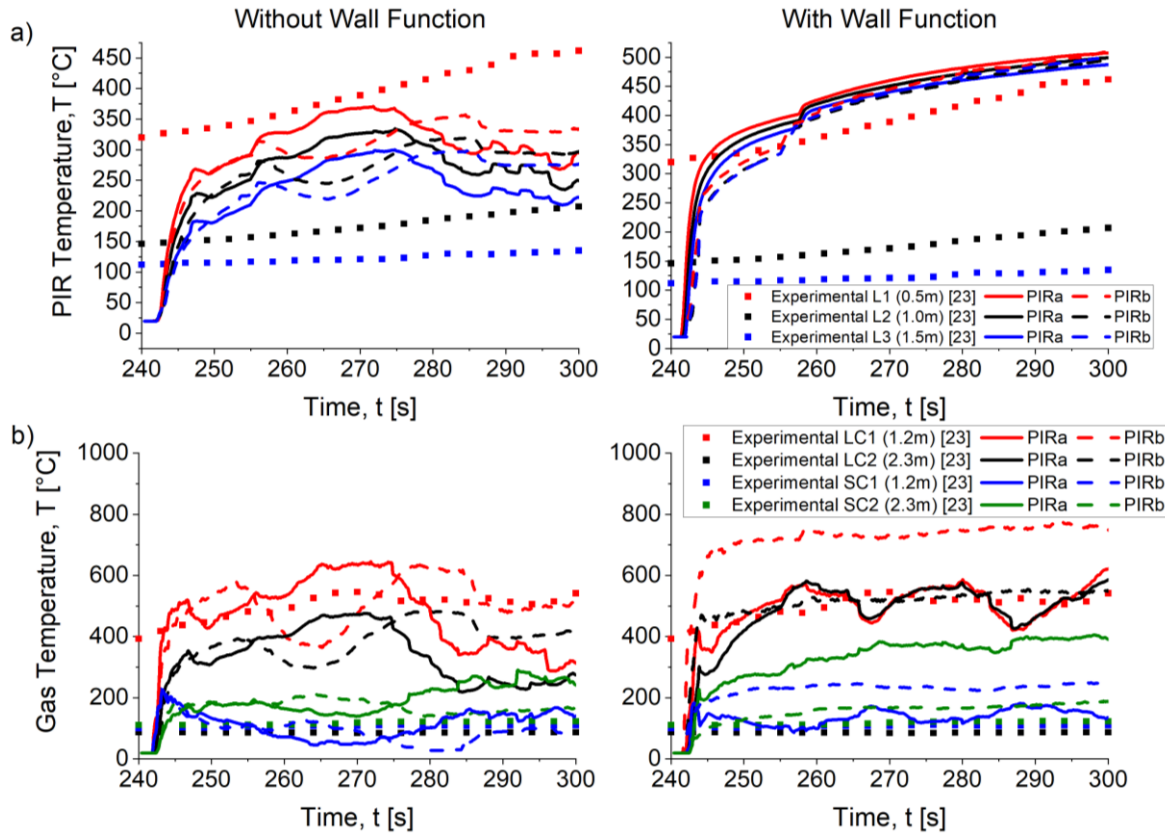 Without Wall Function
With Wall Function
a)
PIR Temperature,T [°C]
450
400
350
300
250
200
150
100
50
0
240 250 260 270 280 290 300
Time, t [s]
500
450
400
350
300
250
200
150
100
50
0
Experimental L1 (0.5m) [23] PIRa PIRb
Experimental L2 (1.0m) [23] PIRa PIRb
Experimental L3 (1.5m) [23] PIRa PIRb
240 250 260 270 280 290 300
Time, t [s]
b)
Gas Temperature, T [°C]
1000
800
600
400
200
0
240 250 260 270 280 290 300
Time, t [s]
1000
800
600
400
200
0
Experimental LC1 (1.2m) [23] PIRa PIRb
Experimental LC2 (2.3m) [23] PIRa PIRb
Experimental SC1 (1.2m) [23] PIRa PIRb
Experimental SC2 (2.3m) [23] PIRa PIRb
240 250 260 270 280 290 300
Time, t [s]